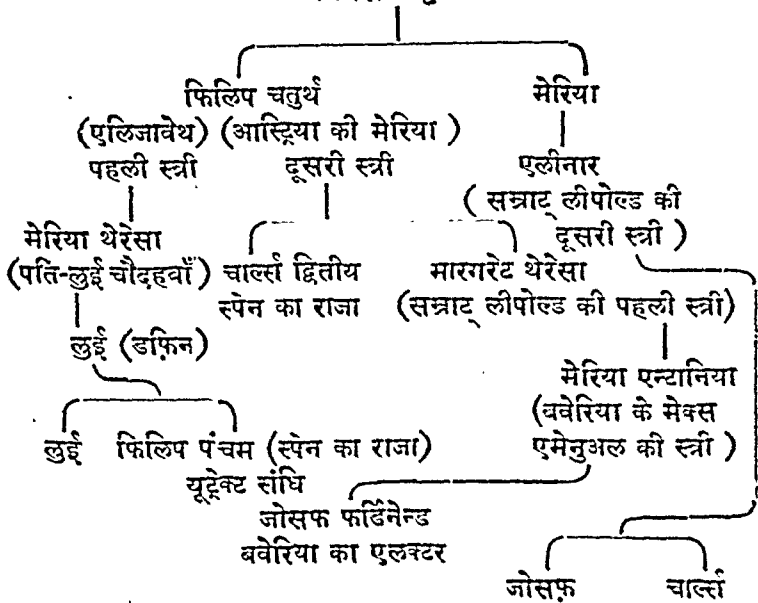 फिलिप चतुर्थ मेरिया
(एलिजावेथ) (आस्ट्रिया की मेरिया )
पहली स्त्री दूसरी स्त्री एलीनार
( सम्राट् लीपोल्ड की
दूसरी स्त्री )
मेरिया थेरेसा
(पति-लुई चौदहवाँ) चार्ल्स द्वितीय मारगरेट थेरेसा
स्पेन का राजा (सम्राट् लीपोल्ड की पहली स्त्री)
लुई (डफ़िन)
मेरिया एन्टानिया
(ववेरिया के मेक्स
लुई फिलिप पंचम (स्पेन का राजा) एमेनुअल की स्त्री )
यूट्रेक्ट संधि
जोसफ फर्डिनेन्ड
बवेरिया का एलक्टर
जोसफ़ चार्ल्स